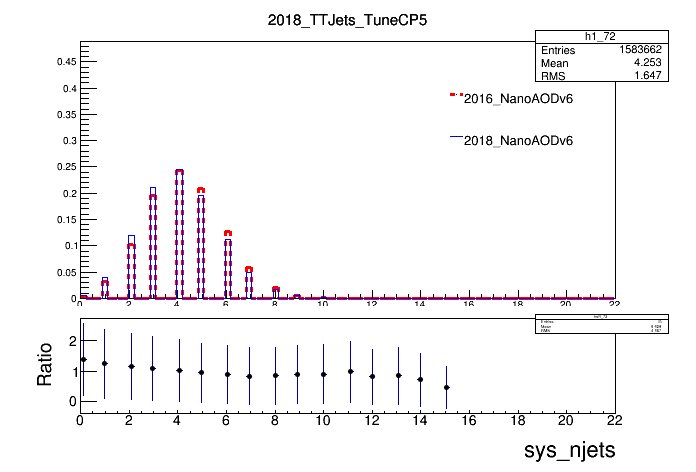 2018_TTJets_TuneCP5
h1_72
Entries 1583662
Mean 4.253
RMS 1.647
2016_NanoAODv6
2018_NanoAODv6
0.45
0.4
0.35
0.3
0.25
0.2
0.15
0.1
0.05
0
0 2 4 6 8 10 12 14 16 18 20 22
Entries
Mean
RMS
Ratio
2
1
0
0 2 4 6 8 10 12 14 16 18 20 22
sys_njets